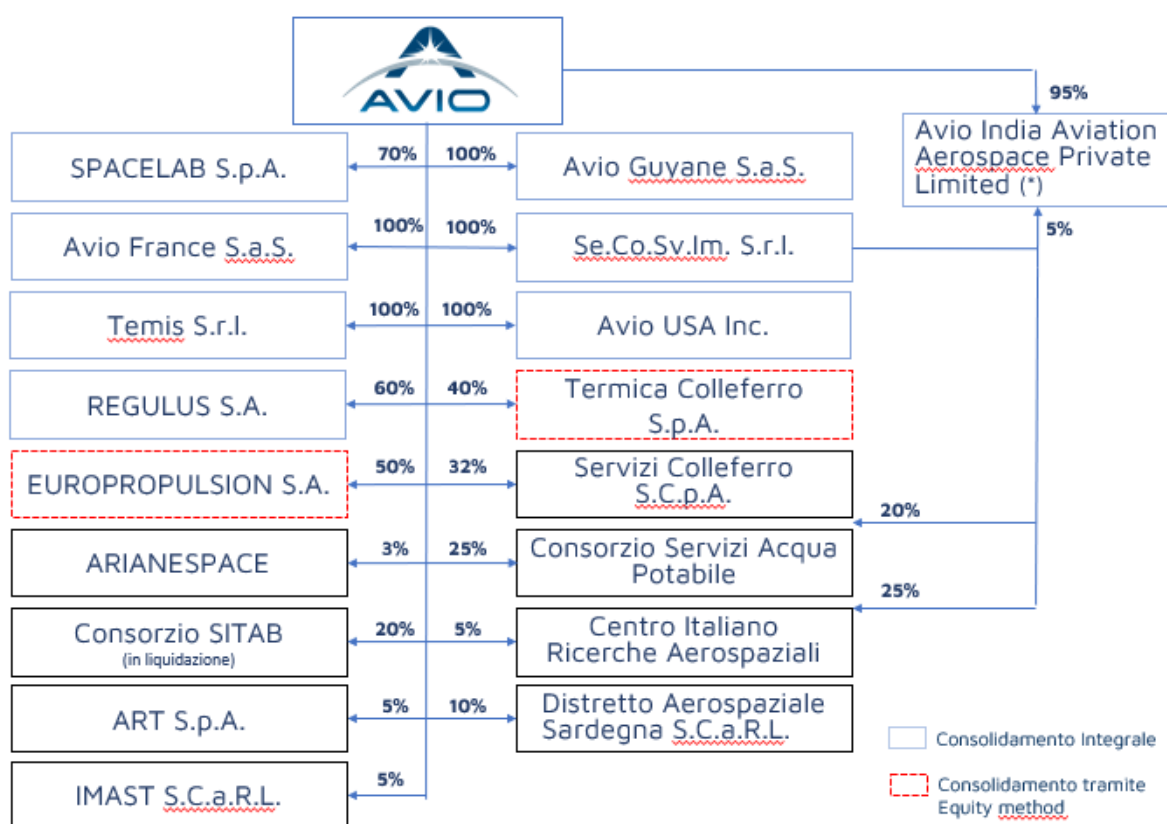 AVIO
95%
Avio India Aviation
Aerospace Private
Limited (*)
5%
SPACELAB S.p.A.
70%
100%
Avio Guyane S.a.S.
Avio France S.a.S.
100%
100%
Se.Co.Sv.Im. S.r.l.
Temis S.r.l.
100%
100%
Avio USA Inc.
REGULUS S.A.
60%
40%
Termica Colleferro
S.p.A.
EUROPROPULSION S.A.
50%
32%
Servizi Colleferro
S.C.p.A.
20%
ARIANESPACE
3%
25%
Consorzio Servizi Acqua
Potabile
25%
Consorzio SITAB
(in liquidazione)
20%
5%
Centro Italiano
Ricerche Aerospaziali
ART S.p.A.
5%
10%
Distretto Aerospaziale
Sardegna S.C.a.R.L.
IMAST S.C.a.R.L.
5%
Consolidamento Integrale
Consolidamento tramite
Equity method